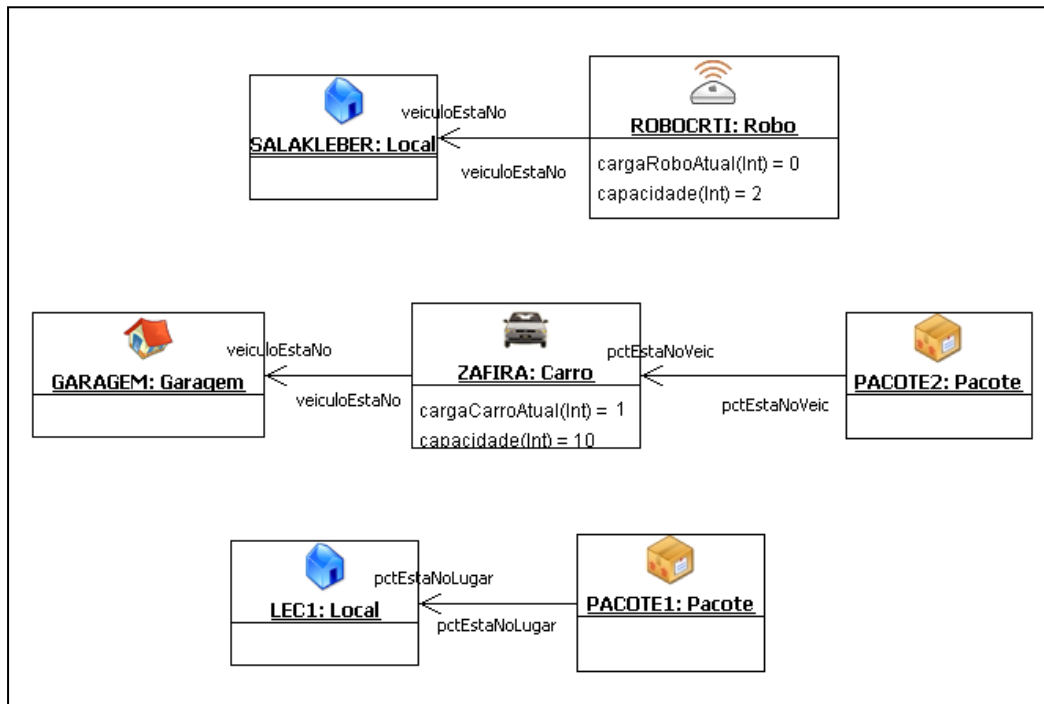 veiculoEstaNo
SALAKLEBER: Local
veiculoEstaNo
ROBOCRTI: Robo
cargaRoboAtual(Int) = 0
capacidade(Int) = 2
veiculoEstaNo
GARAGEM: Garagem
veiculoEstaNo
ZAFIRA: Carro
cargaCarroAtual(Int) = 1
capacidade(Int) = 10
pctEstaNoVeic
PACOTE2: Pacote
pctEstaNoVeic
pctEstaNoLugar
LEC1: Local
pctEstaNoLugar
PACOTE1: Pacote